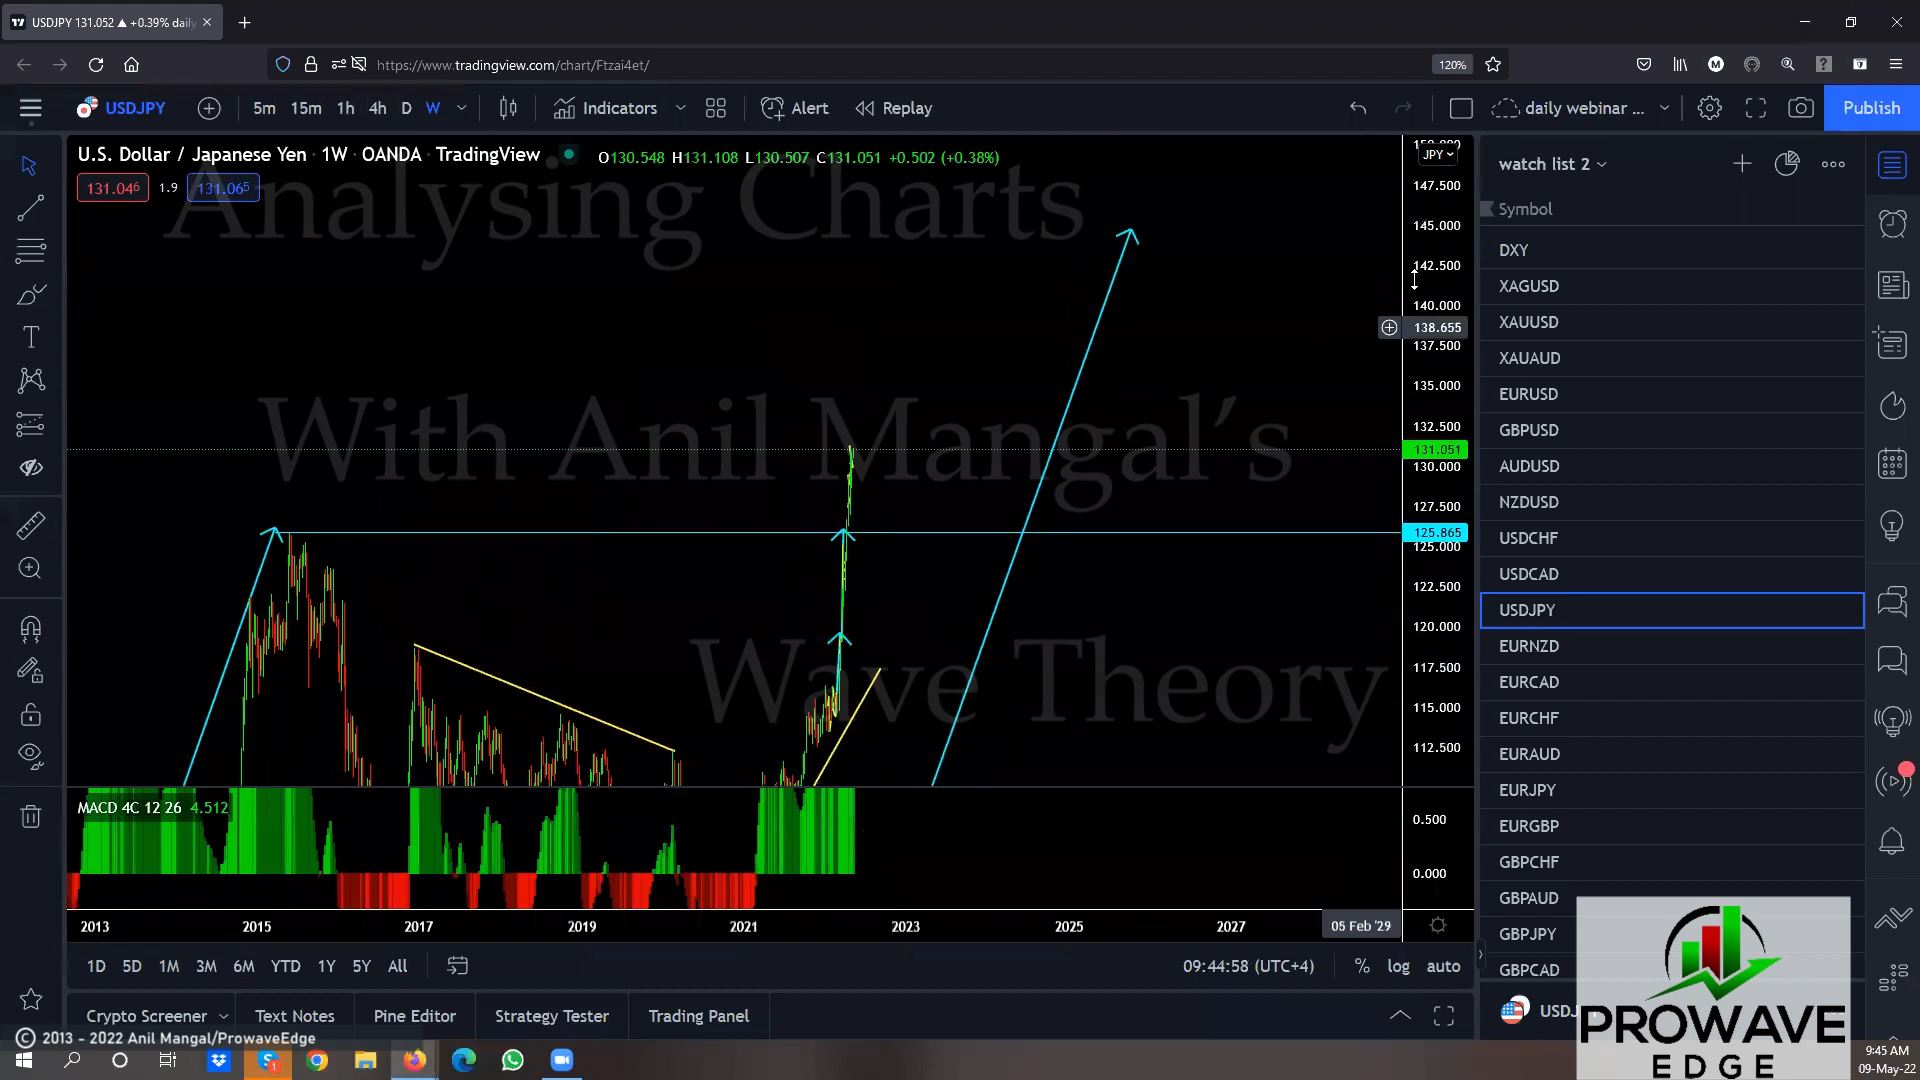 USDJPY 131.052 ▲ +0.39% daily
https://www.tradingview.com/chart/Ftzai4et/
120%
USDJPY 5m 15m 1h 4h D W Indicators Alert Replay daily webinar ... Publish
Analysing Charts
With Anil Mangal's
Wave Theory
U.S. Dollar / Japanese Yen · 1W · OANDA · TradingView O130.548 H131.108 L130.507 C131.051 +0.502 (+0.38%)
131.046 1.9 131.065
JPY
147.500
145.000
142.500
140.000
138.655
137.500
135.000
132.500
131.051
130.000
127.500
125.865
125.000
122.500
120.000
117.500
115.000
112.500
MACD 4C 12 26 4.512
0.500
0.000
2013 2015 2017 2019 2021 2023 2025 2027 05 Feb '29
1D 5D 1M 3M 6M YTD 1Y 5Y All 09:44:58 (UTC+4) % log auto
Crypto Screener Text Notes Pine Editor Strategy Tester Trading Panel
© 2013 - 2022 Anil Mangal/ProwaveEdge
watch list 2
Symbol
DXY
XAGUSD
XAUUSD
XAUAUD
EURUSD
GBPUSD
AUDUSD
NZDUSD
USDCHF
USDCAD
USDJPY
EURNZD
EURCAD
EURCHF
EURAUD
EURJPY
EURGBP
GBPCHF
GBPAUD
GBPJPY
GBPCAD
PROWAVE
EDGE
9:45 AM
09-May-22